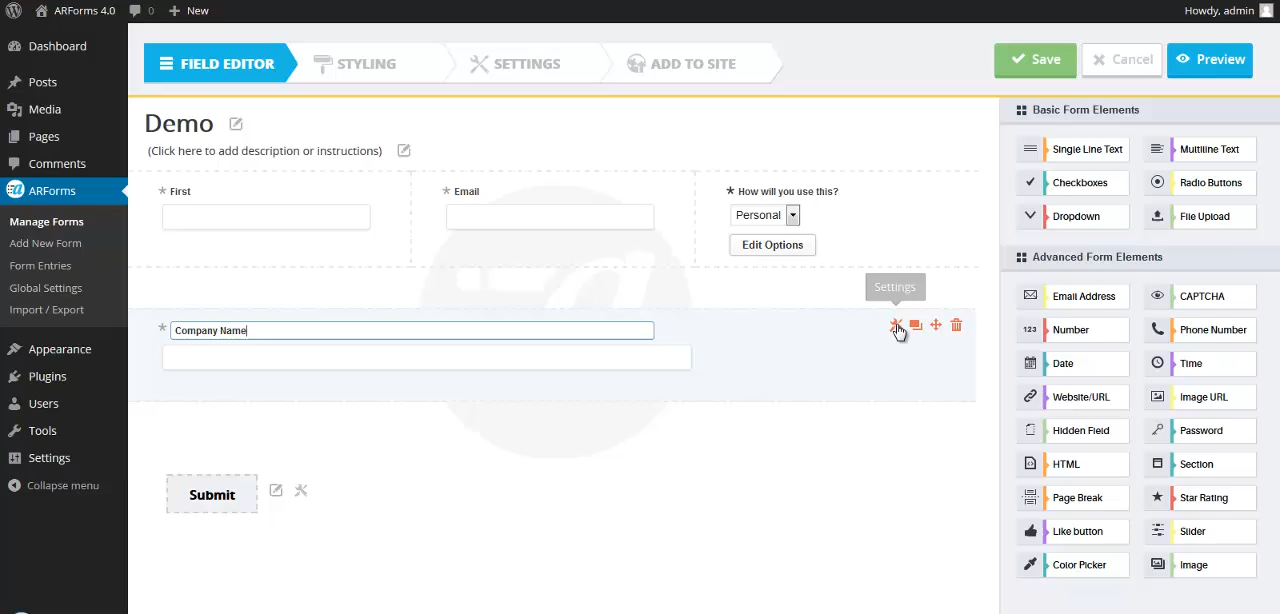 ARForms 4.0 0 New Howdy, admin
Dashboard
Posts
Media
Pages
Comments
ARForms
Manage Forms
Add New Form
Form Entries
Global Settings
Import / Export
Appearance
Plugins
Users
Tools
Settings
Collapse menu
FIELD EDITOR STYLING SETTINGS ADD TO SITE Save Cancel Preview
Demo
(Click here to add description or instructions)
* First * Email * How will you use this?
Personal
Edit Options
Settings
* Company Name
Submit
Basic Form Elements
Single Line Text Multiline Text
Checkboxes Radio Buttons
Dropdown File Upload
Advanced Form Elements
Email Address CAPTCHA
123 Number Phone Number
Date Time
Website/URL Image URL
Hidden Field Password
HTML Section
Page Break Star Rating
Like button Slider
Color Picker Image